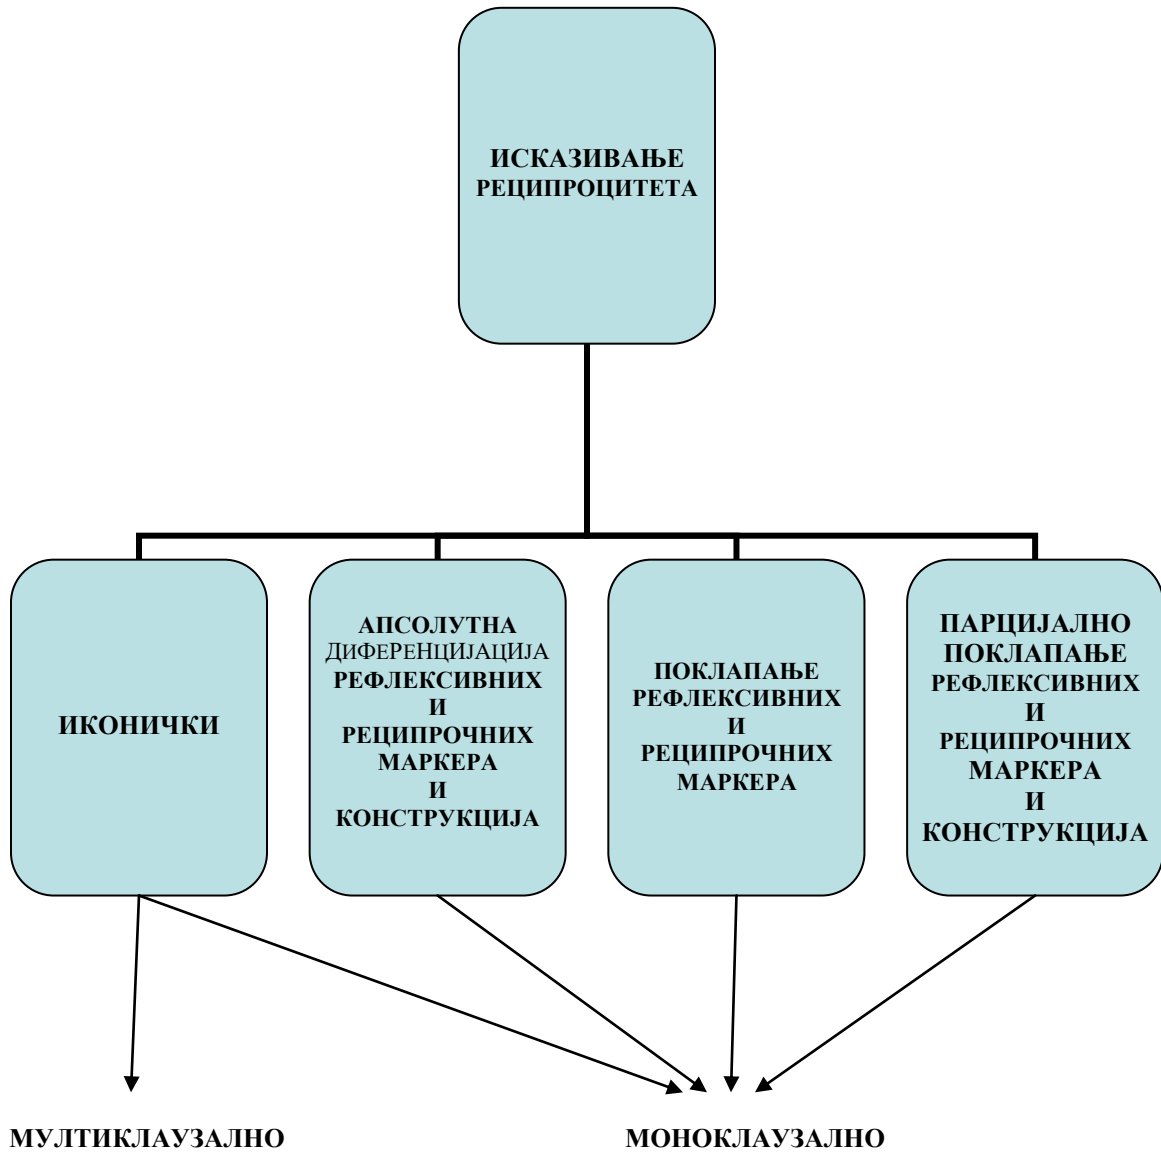 ИСКАЗИВАЊЕ
РЕЦИПРОЦИТЕТА
ИКОНИЧКИ
АПСОЛУТНА
ДИФЕРЕНЦИЈАЦИЈА
РЕФЛЕКСИВНИХ
И
РЕЦИПРОЧНИХ
МАРКЕРА
И
КОНСТРУКЦИЈА
ПОКЛАПАЊЕ
РЕФЛЕКСИВНИХ
И
РЕЦИПРОЧНИХ
МАРКЕРА
ПАРЦИЈАЛНО
ПОКЛАПАЊЕ
РЕФЛЕКСИВНИХ
И
РЕЦИПРОЧНИХ
МАРКЕРА
И
КОНСТРУКЦИЈА
МУЛТИКЛАУЗАЛНО
МОНОКЛАУЗАЛНО